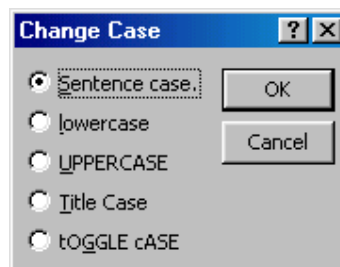 Change Case
Sentence case.
OK
lowercase
Cancel
UPPERCASE
Title Case
tOGGLE cASE